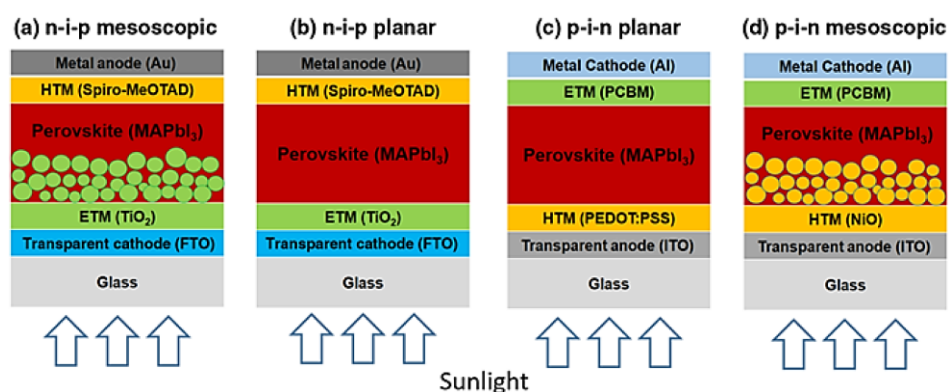 (a) n-i-p mesoscopic
Metal anode (Au)
HTM (Spiro-MeOTAD)
Perovskite (MAPbI₃)
ETM (TiO₂)
Transparent cathode (FTO)
Glass
(b) n-i-p planar
Metal anode (Au)
HTM (Spiro-MeOTAD)
Perovskite (MAPbI₃)
ETM (TiO₂)
Transparent cathode (FTO)
Glass
(c) p-i-n planar
Metal Cathode (Al)
ETM (PCBM)
Perovskite (MAPbI₃)
HTM (PEDOT:PSS)
Transparent anode (ITO)
Glass
(d) p-i-n mesoscopic
Metal Cathode (Al)
ETM (PCBM)
Perovskite (MAPbI₃)
HTM (NiO)
Transparent anode (ITO)
Glass
Sunlight